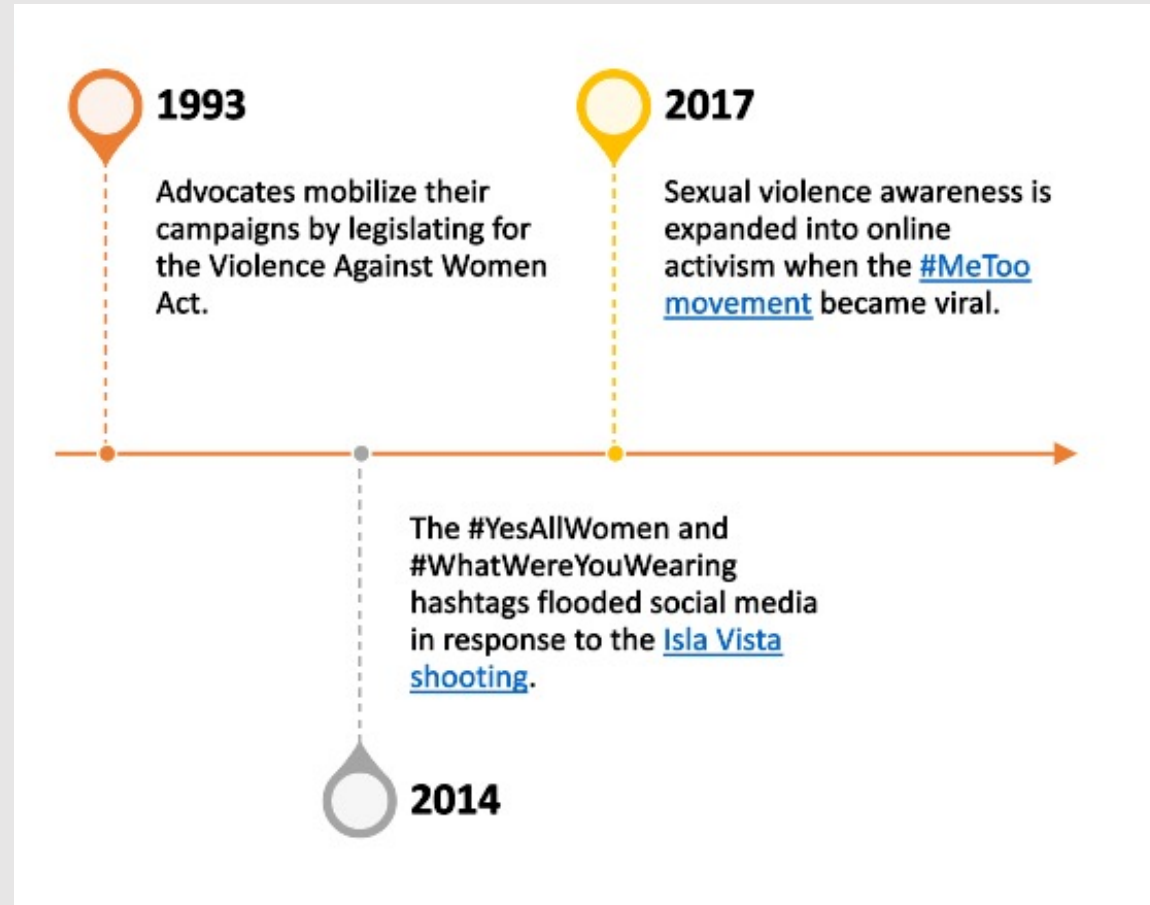 1993
Advocates mobilize their
campaigns by legislating for
the Violence Against Women
Act.
2014
The #YesAllWomen and
#WhatWereYouWearing
hashtags flooded social media
in response to the Isla Vista
shooting.
2017
Sexual violence awareness is
expanded into online
activism when the #MeToo
movement became viral.